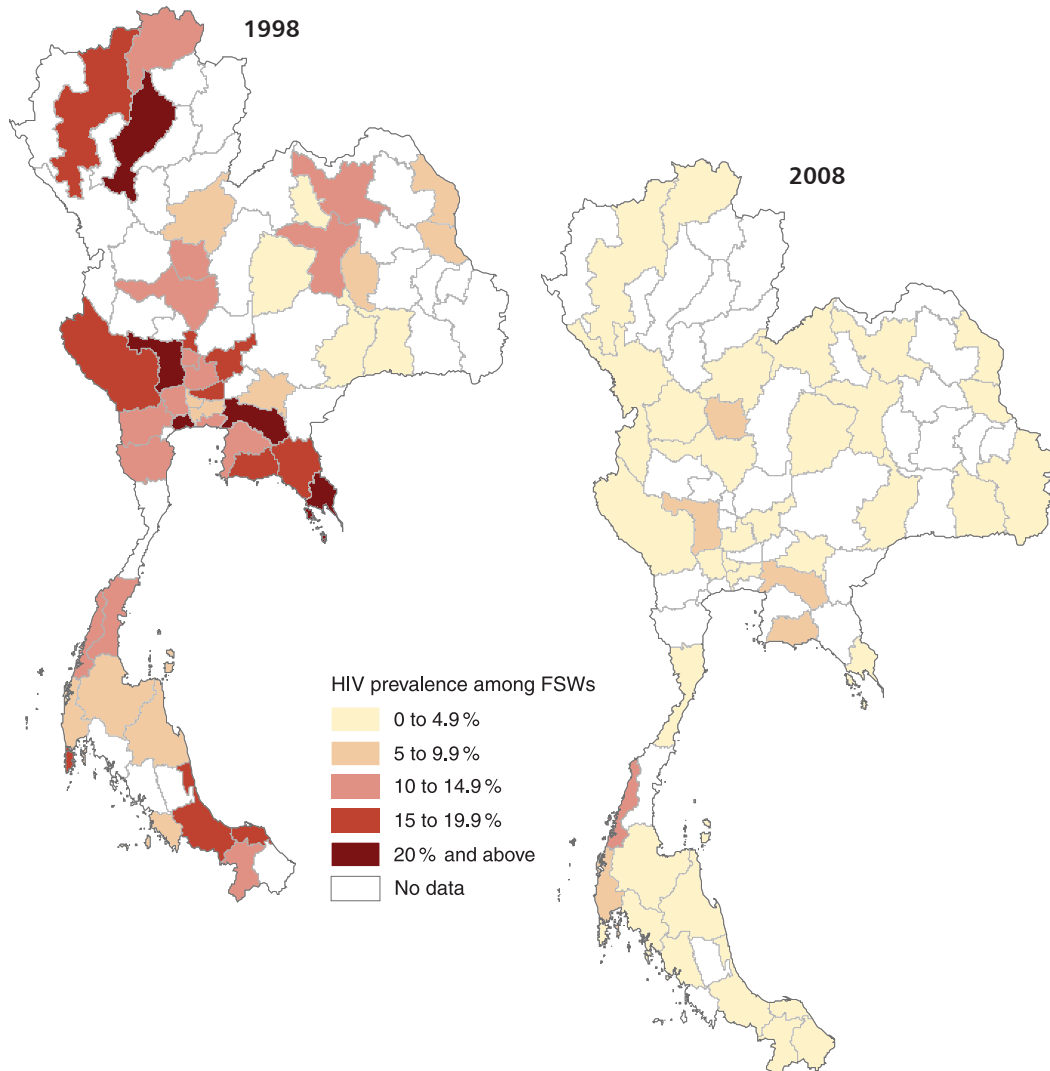 1998
2008
HIV prevalence among FSWs
0 to 4.9 %
5 to 9.9 %
10 to 14.9 %
15 to 19.9 %
20 % and above
No data